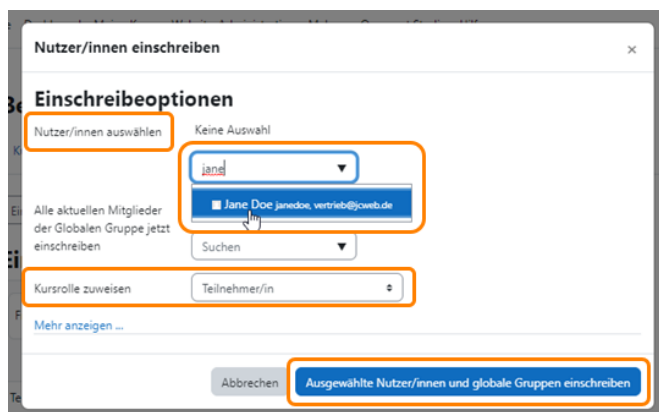 Nutzer/innen einschreiben
×
Einschreibeoptionen
Nutzer/innen auswählen
Keine Auswahl
jane ▼
Jane Doe janedoe, vertrieb@jcweb.de
Alle aktuellen Mitglieder
der Globalen Gruppe jetzt
einschreiben
Suchen ▼
Kursrolle zuweisen
Teilnehmer/in
Mehr anzeigen ...
Abbrechen
Ausgewählte Nutzer/innen und globale Gruppen einschreiben